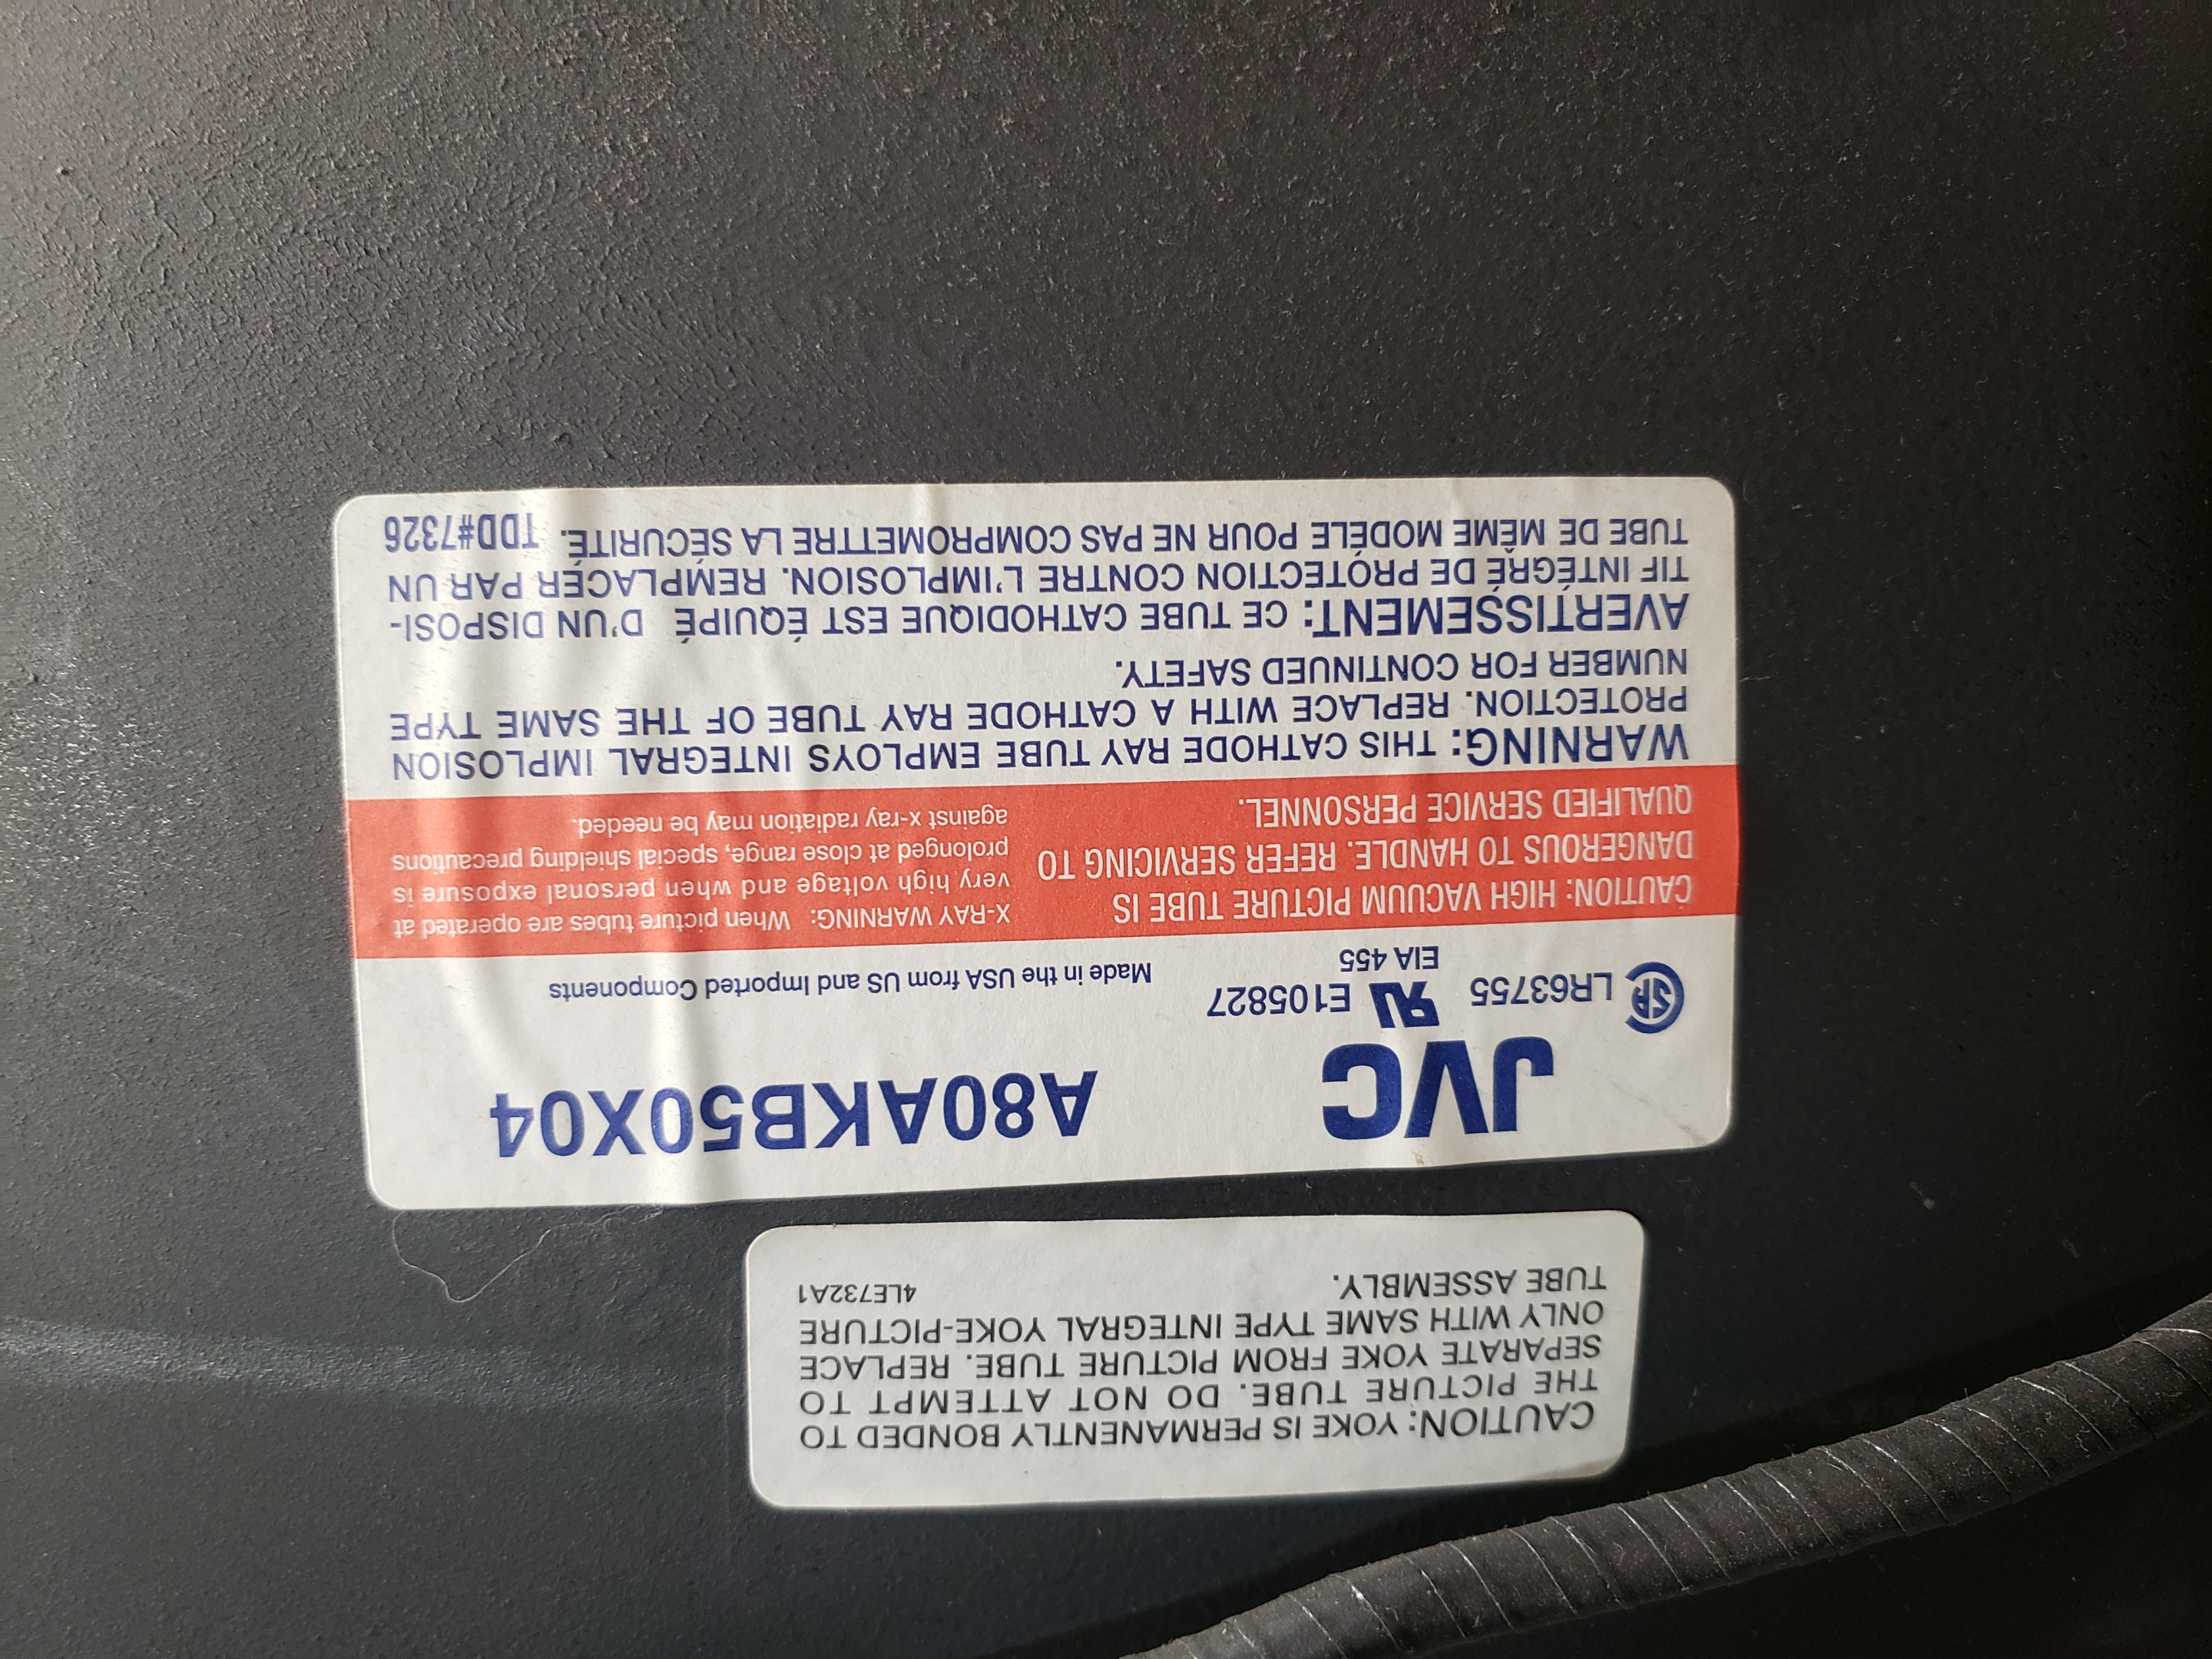 CAUTION: YOKE IS PERMANENTLY BONDED TO
THE PICTURE TUBE. DO NOT ATTEMPT TO
SEPARATE YOKE FROM PICTURE TUBE. REPLACE
ONLY WITH SAME TYPE INTEGRAL YOKE-PICTURE
TUBE ASSEMBLY. 4LE732A1
JVC A80AKB50X04
SA LR63755 UR E105827 Made in the USA from US and Imported Components
EIA 455
CAUTION: HIGH VACUUM PICTURE TUBE IS
DANGEROUS TO HANDLE. REFER SERVICING TO
QUALIFIED SERVICE PERSONNEL.
X-RAY WARNING: When picture tubes are operated at
very high voltage and when personal exposure is
prolonged at close range, special shielding precautions
against x-ray radiation may be needed.
WARNING: THIS CATHODE RAY TUBE EMPLOYS INTEGRAL IMPLOSION
PROTECTION. REPLACE WITH A CATHODE RAY TUBE OF THE SAME TYPE
NUMBER FOR CONTINUED SAFETY.
AVERTISSEMENT: CE TUBE CATHODIQUE EST ÉQUIPÉ D'UN DISPOSI-
TIF INTÉGRÉ DE PROTECTION CONTRE L'IMPLOSION. REMPLACER PAR UN
TUBE DE MÊME MODÈLE POUR NE PAS COMPROMETTRE LA SÉCURITÉ. TDD#7326